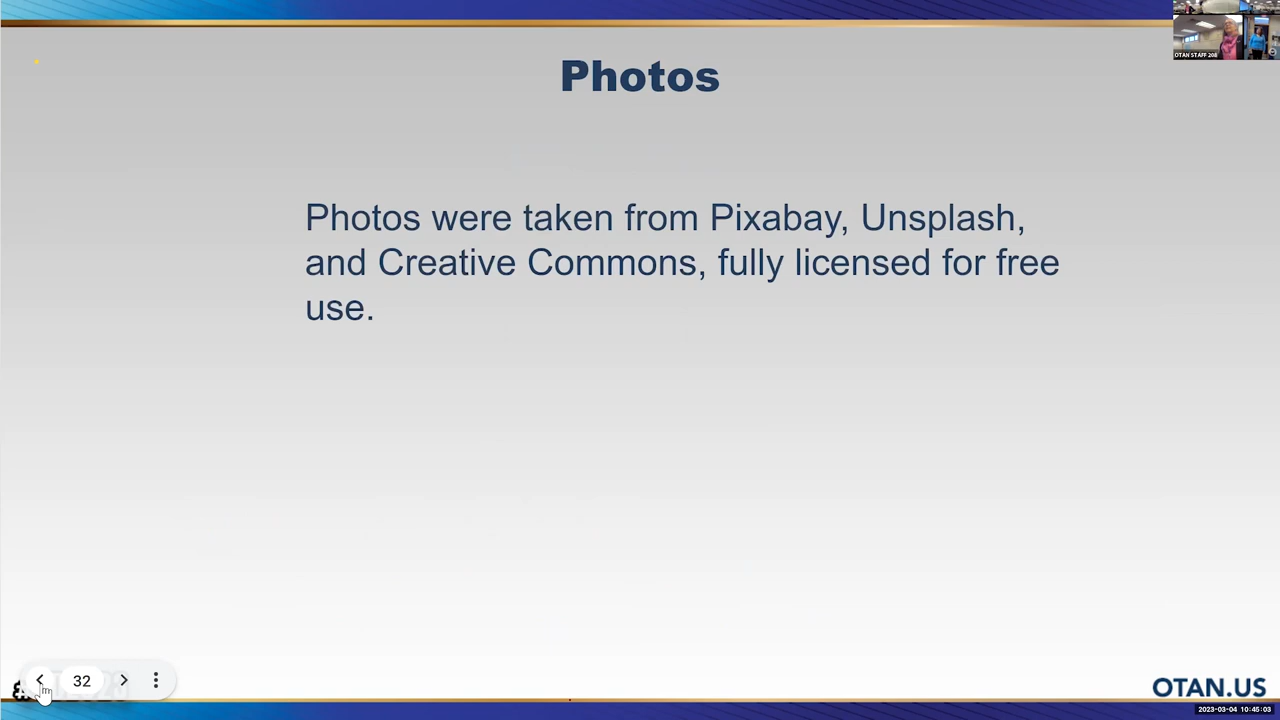 OTAN STAFF 208
Photos
Photos were taken from Pixabay, Unsplash,
and Creative Commons, fully licensed for free
use.
32
OTAN.US
2023-03-04 10:45:03